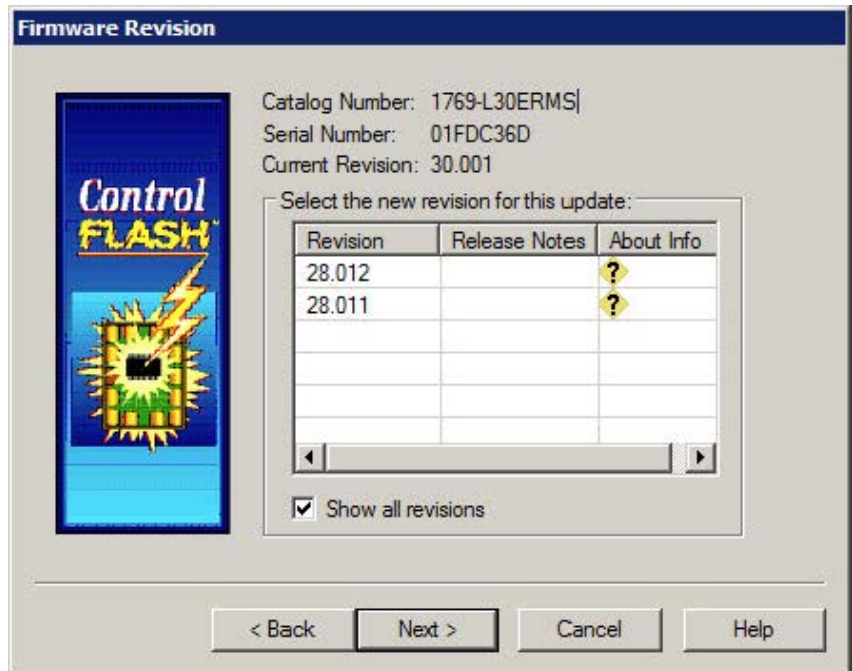 Firmware Revision
Control
FLASH
Catalog Number: 1769-L30ERMS
Serial Number: 01FDC36D
Current Revision: 30.001
Select the new revision for this update:
Revision Release Notes About Info
28.012 ?
28.011 ?
Show all revisions
< Back Next > Cancel Help